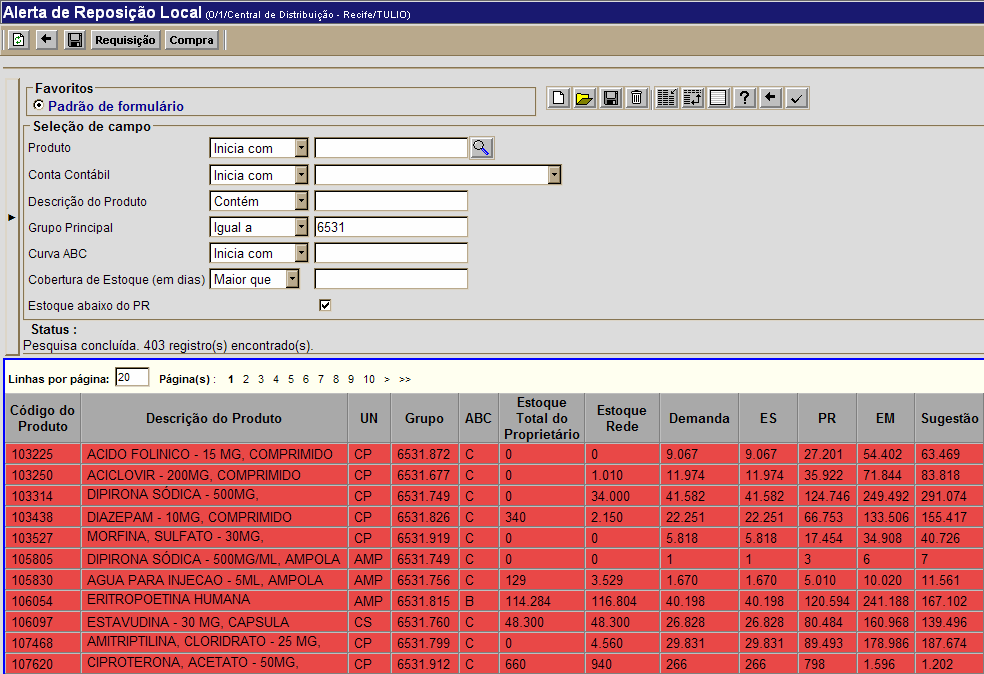 Alerta de Reposição Local (0/1/Central de Distribuição - Recife/TULIO)
Requisição Compra
Favoritos
Padrão de formulário
?
Seleção de campo
Produto Inicia com
Conta Contábil Inicia com
Descrição do Produto Contém
Grupo Principal Igual a 6531
Curva ABC Inicia com
Cobertura de Estoque (em dias) Maior que
Estoque abaixo do PR
Status :
Pesquisa concluída. 403 registro(s) encontrado(s).
Linhas por página: 20 Página(s) : 1 2 3 4 5 6 7 8 9 10 > >>
Código do Produto Descrição do Produto UN Grupo ABC Estoque Total do Proprietário Estoque Rede Demanda ES PR EM Sugestão
103225 ACIDO FOLINICO - 15 MG, COMPRIMIDO CP 6531.872 C 0 0 9.067 9.067 27.201 54.402 63.469
103250 ACICLOVIR - 200MG, COMPRIMIDO CP 6531.677 C 0 1.010 11.974 11.974 35.922 71.844 83.818
103314 DIPIRONA SÓDICA - 500MG, CP 6531.749 C 0 34.000 41.582 41.582 124.746 249.492 291.074
103438 DIAZEPAM - 10MG, COMPRIMIDO CP 6531.826 C 340 2.150 22.251 22.251 66.753 133.506 155.417
103527 MORFINA, SULFATO - 30MG, CP 6531.919 C 0 0 5.818 5.818 17.454 34.908 40.726
105805 DIPIRONA SÓDICA - 500MG/ML, AMPOLA AMP 6531.749 C 0 0 1 1 3 6 7
105830 AGUA PARA INJECAO - 5ML, AMPOLA AMP 6531.756 C 129 3.529 1.670 1.670 5.010 10.020 11.561
106054 ERITROPOETINA HUMANA AMP 6531.815 B 114.284 116.804 40.198 40.198 120.594 241.188 167.102
106097 ESTAVUDINA - 30 MG, CAPSULA CS 6531.760 C 48.300 48.300 26.828 26.828 80.484 160.968 139.496
107468 AMITRIPTILINA, CLORIDRATO - 25 MG, CP 6531.799 C 0 4.560 29.831 29.831 89.493 178.986 187.674
107620 CIPROTERONA, ACETATO - 50MG, CP 6531.912 C 660 940 266 266 798 1.596 1.202